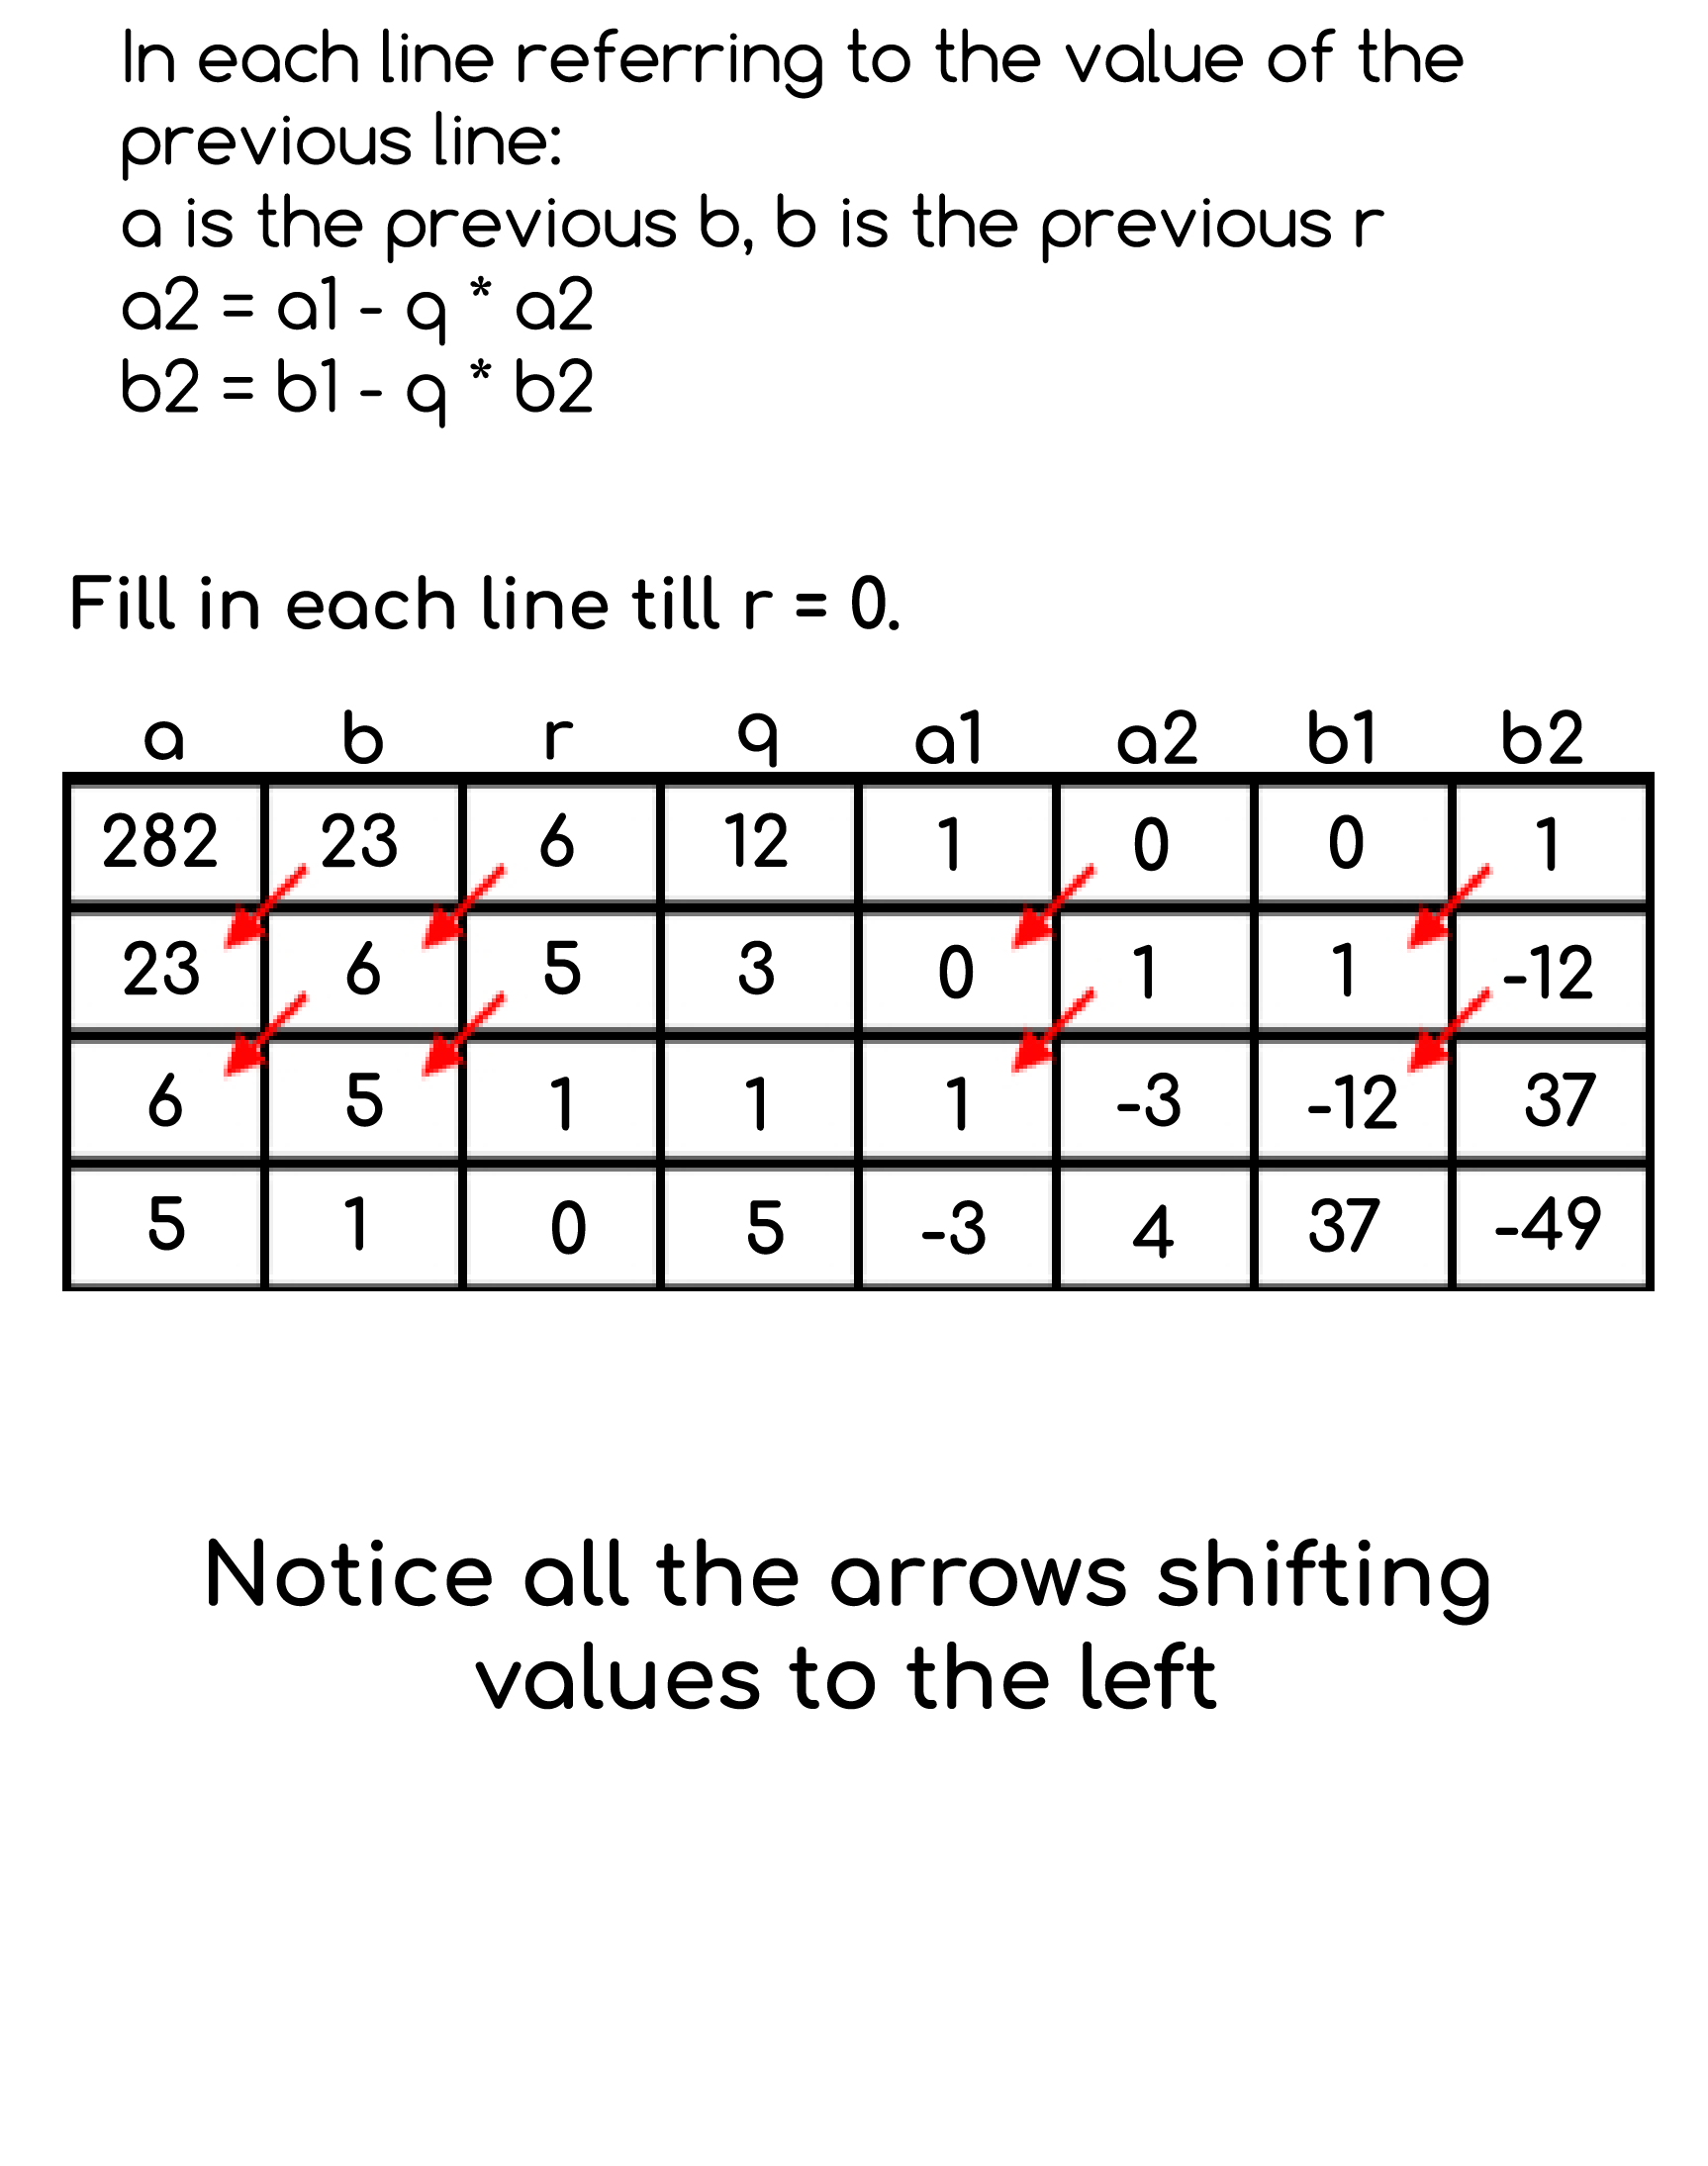 In each line referring to the value of the
previous line:
a is the previous b, b is the previous r
a2 = a1 - q * a2
b2 = b1 - q * b2
Fill in each line till r = 0.
a b r q a1 a2 b1 b2
282 23 6 12 1 0 0 1
23 6 5 3 0 1 1 -12
6 5 1 1 1 -3 -12 37
5 1 0 5 -3 4 37 -49
Notice all the arrows shifting
values to the left